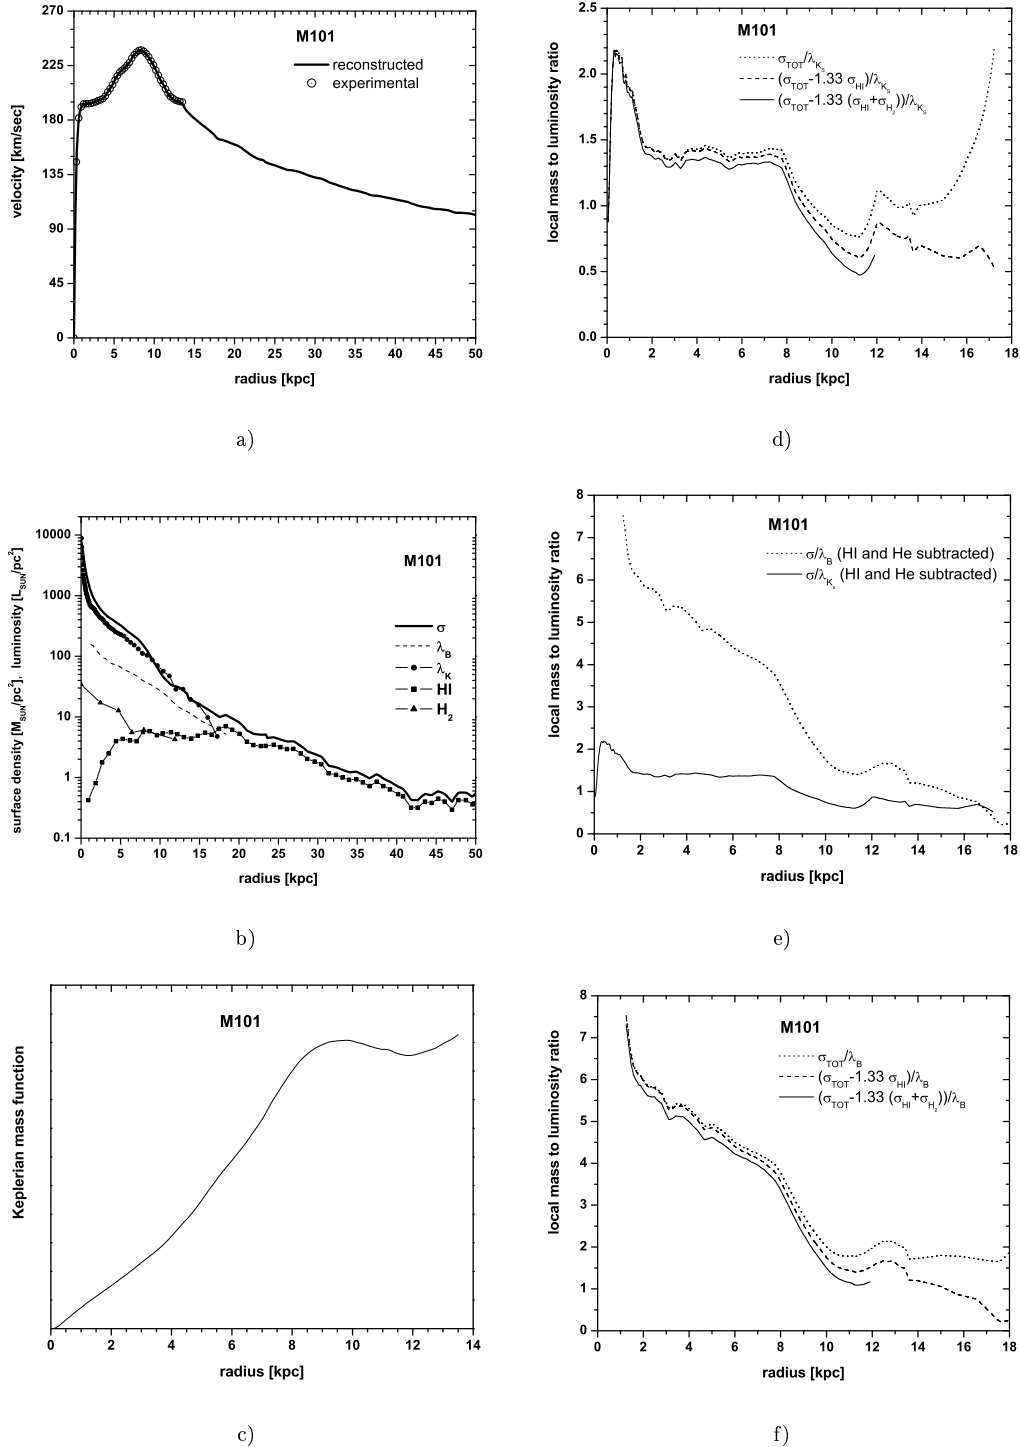 M101
reconstructed
experimental
velocity [km/sec]
270
225
180
135
90
45
0
0 5 10 15 20 25 30 35 40 45 50
radius [kpc]
a)
M101
σ_TOT/λ_K_s
(σ_TOT-1.33 σ_HI)/λ_K_s
(σ_TOT-1.33 (σ_HI+σ_H_2))/λ_K_s
local mass to luminosity ratio
2.5
2.0
1.5
1.0
0.5
0.0
0 2 4 6 8 10 12 14 16 18
radius [kpc]
d)
M101
σ
λ_B
λ_K
HI
H_2
surface density [M_SUN/pc^2], luminosity [L_SUN/pc^2]
10000
1000
100
10
1
0.1
0 5 10 15 20 25 30 35 40 45 50
radius [kpc]
b)
M101
σ/λ_B (HI and He subtracted)
σ/λ_K_s (HI and He subtracted)
local mass to luminosity ratio
8
7
6
5
4
3
2
1
0
0 2 4 6 8 10 12 14 16 18
radius [kpc]
e)
M101
Keplerian mass function
0 2 4 6 8 10 12 14
radius [kpc]
c)
M101
σ_TOT/λ_B
(σ_TOT-1.33 σ_HI)/λ_B
(σ_TOT-1.33 (σ_HI+σ_H_2))/λ_B
local mass to luminosity ratio
8
7
6
5
4
3
2
1
0
0 2 4 6 8 10 12 14 16 18
radius [kpc]
f)